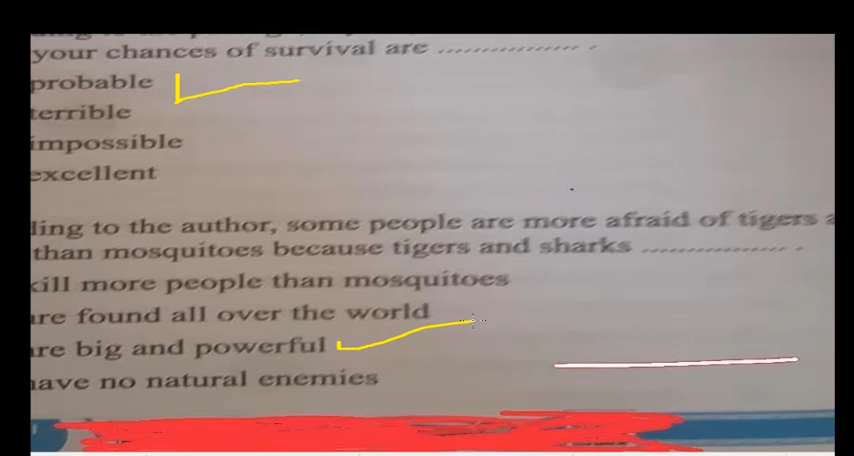 your chances of survival are ................ .
probable
terrible
impossible
excellent
ding to the author, some people are more afraid of tigers a
than mosquitoes because tigers and sharks ................ .
kill more people than mosquitoes
are found all over the world
are big and powerful
have no natural enemies